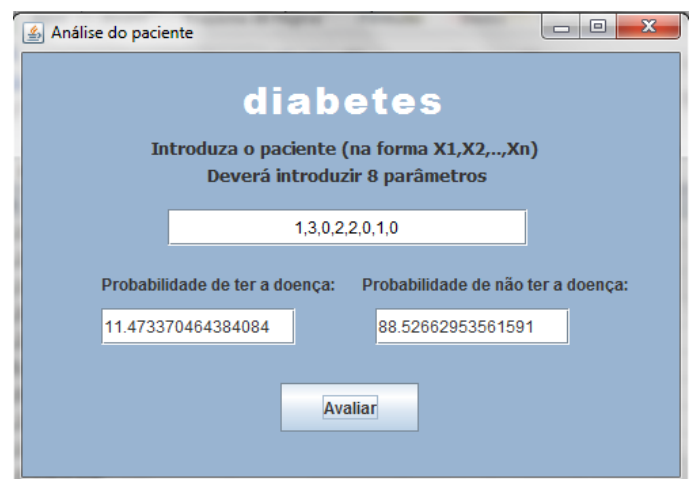 Análise do paciente
diabetes
Introduza o paciente (na forma X1,X2,..,Xn)
Deverá introduzir 8 parâmetros
1,3,0,2,2,0,1,0
Probabilidade de ter a doença: Probabilidade de não ter a doença:
11.473370464384084 88.52662953561591
Avaliar